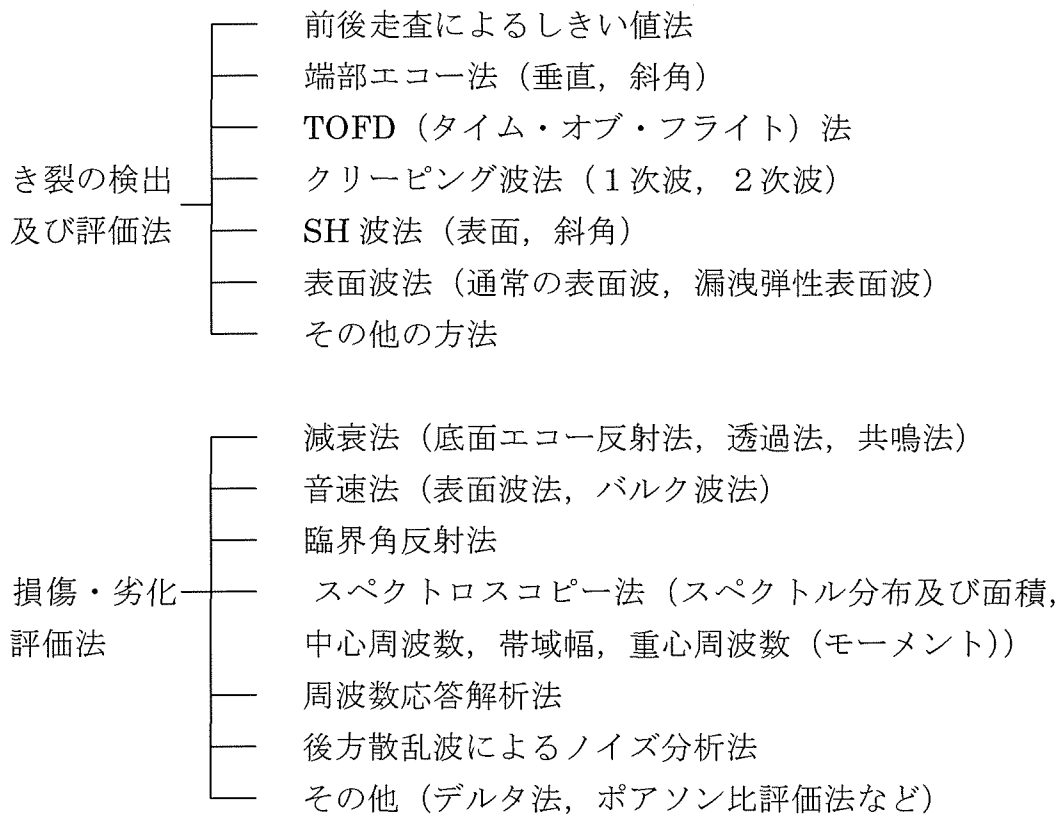 前後走査によるしきい値法
端部エコー法（垂直，斜角）
TOFD（タイム・オブ・フライト）法
き裂の検出
及び評価法
クリーピング波法（１次波，２次波）
SH 波法（表面，斜角）
表面波法（通常の表面波，漏洩弾性表面波）
その他の方法
減衰法（底面エコー反射法，透過法，共鳴法）
音速法（表面波法，バルク波法）
臨界角反射法
損傷・劣化
評価法
スペクトロスコピー法（スペクトル分布及び面積，
中心周波数，帯域幅，重心周波数（モーメント））
周波数応答解析法
後方散乱波によるノイズ分析法
その他（デルタ法，ポアソン比評価法など）